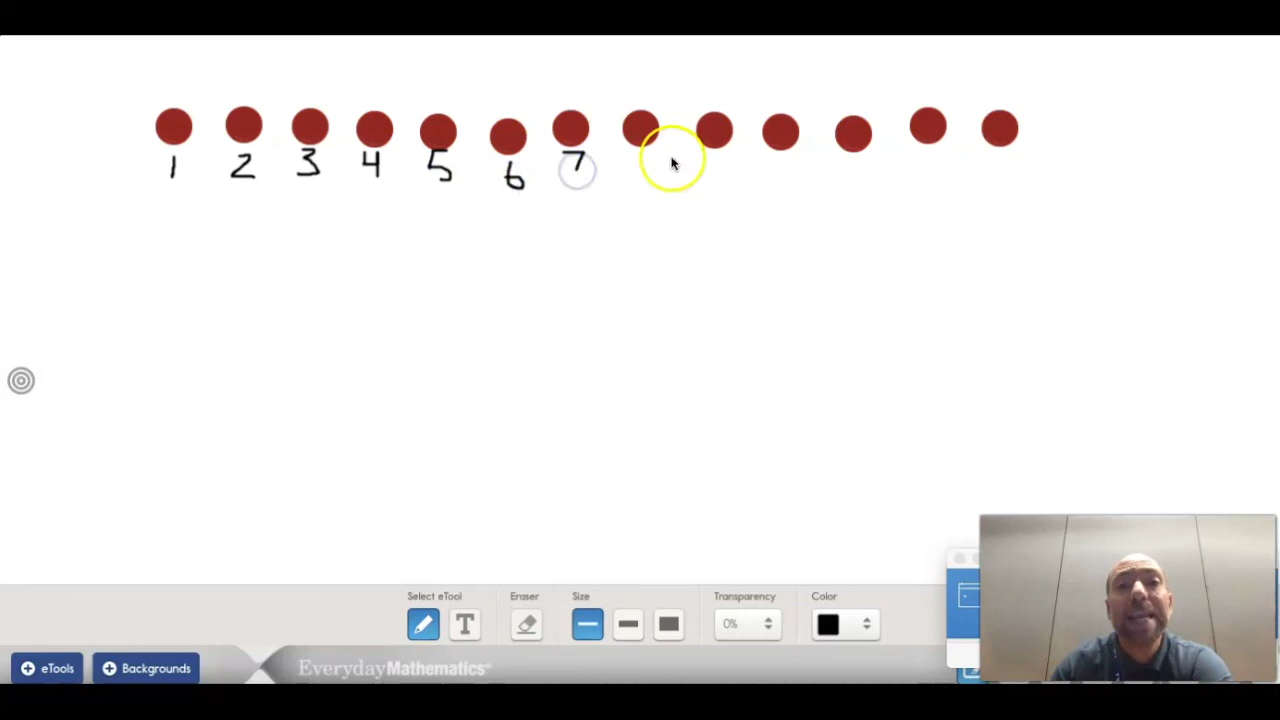 1 2 3 4 5 6 7
Select eTool Eraser Size Transparency Color
T 0%
eTools Backgrounds EverydayMathematics®